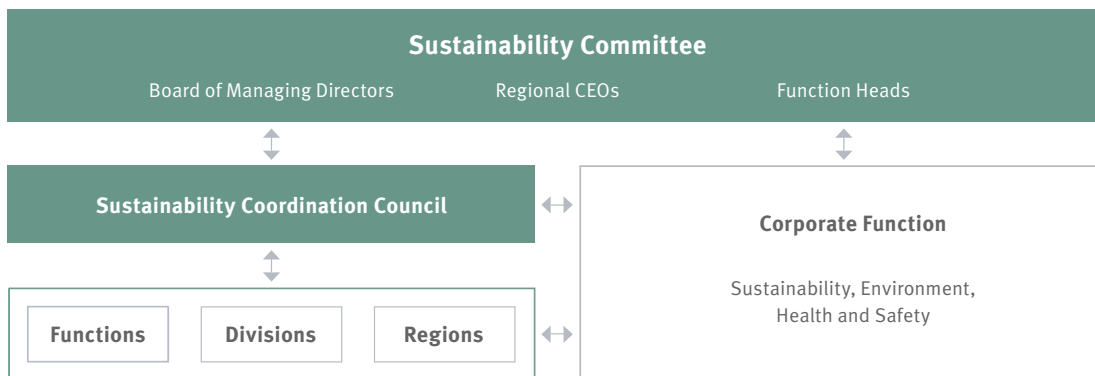 Sustainability Committee
Board of Managing Directors Regional CEOs Function Heads
Sustainability Coordination Council
Corporate Function
Sustainability, Environment,
Health and Safety
Functions Divisions Regions